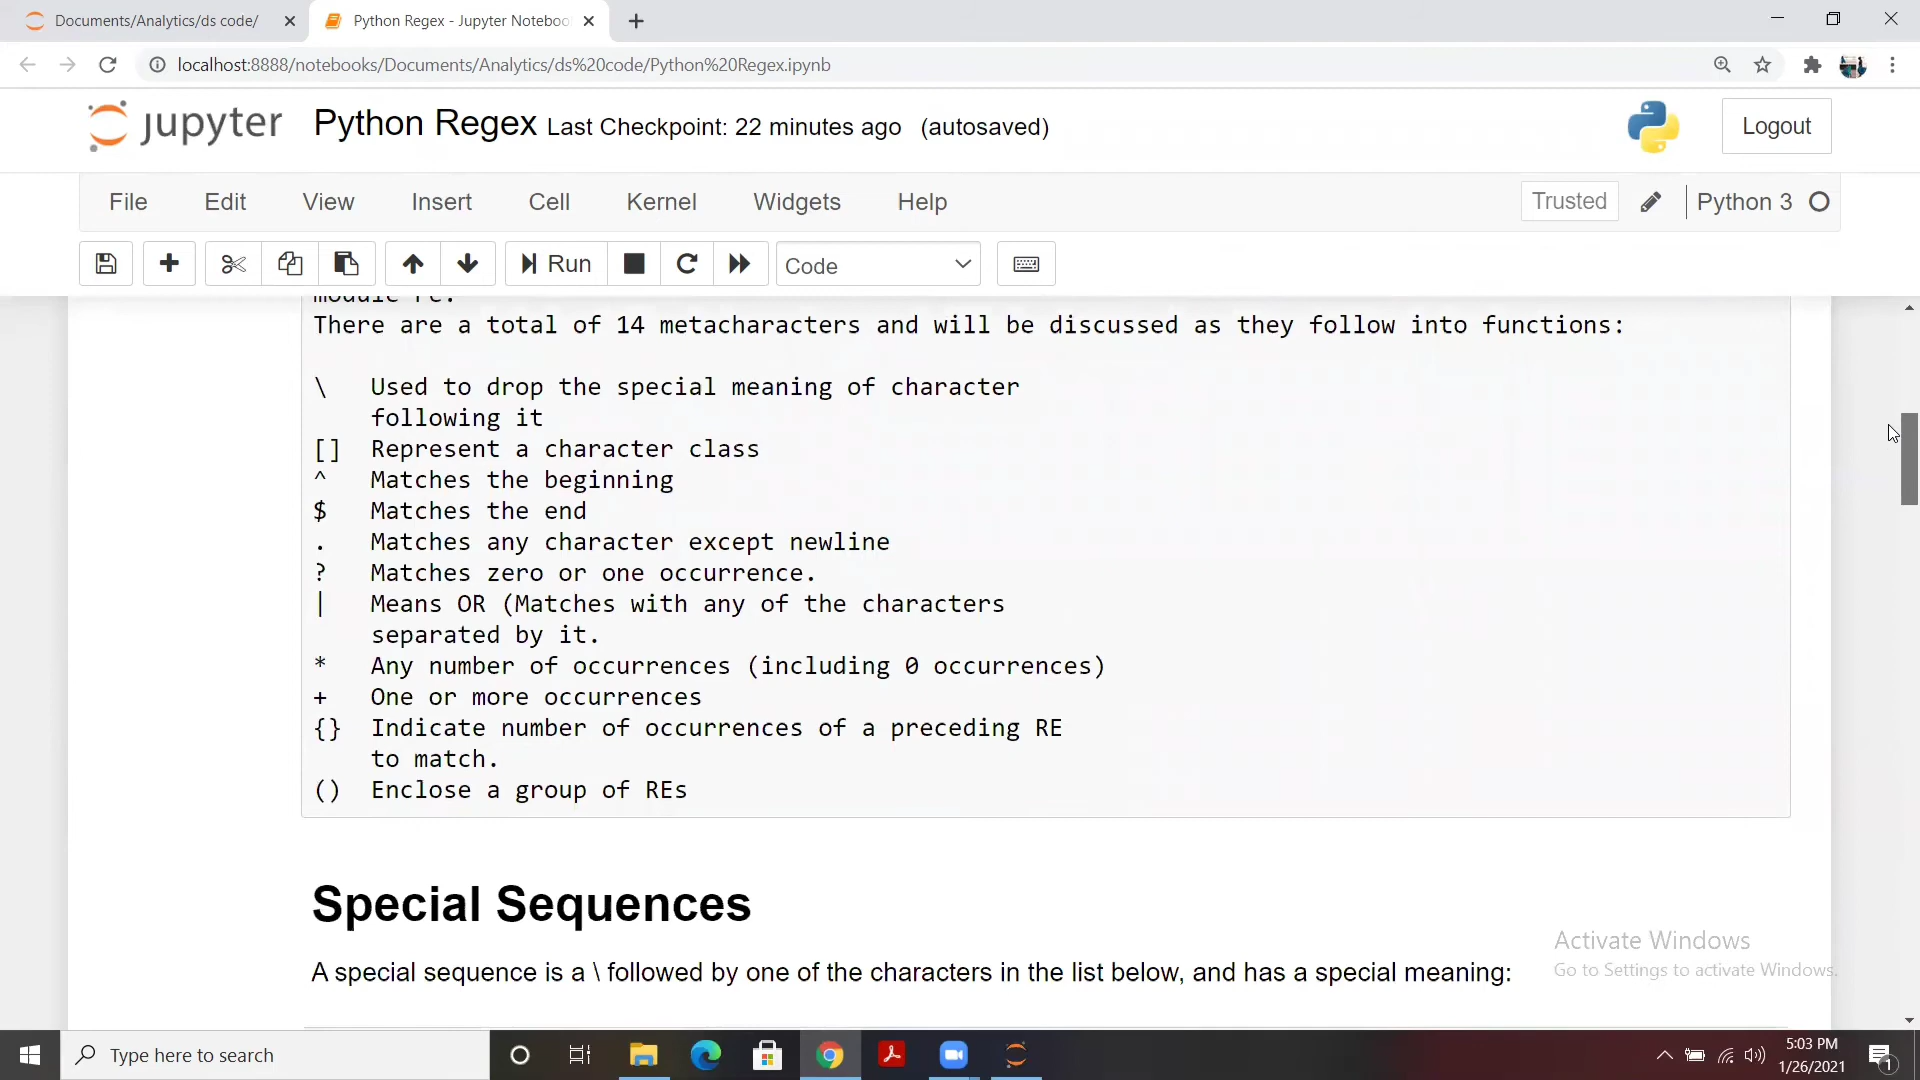 Documents/Analytics/ds code/
Python Regex - Jupyter Noteboo
localhost:8888/notebooks/Documents/Analytics/ds%20code/Python%20Regex.ipynb
jupyter Python Regex Last Checkpoint: 22 minutes ago (autosaved)
Logout
File Edit View Insert Cell Kernel Widgets Help
Trusted
Python 3
Run
Code
module re.
There are a total of 14 metacharacters and will be discussed as they follow into functions:
\ Used to drop the special meaning of character
following it
[] Represent a character class
^ Matches the beginning
$ Matches the end
. Matches any character except newline
? Matches zero or one occurrence.
| Means OR (Matches with any of the characters
separated by it.
* Any number of occurrences (including 0 occurrences)
+ One or more occurrences
{} Indicate number of occurrences of a preceding RE
to match.
() Enclose a group of REs
Special Sequences
A special sequence is a \ followed by one of the characters in the list below, and has a special meaning:
Activate Windows
Go to Settings to activate Windows.
Type here to search
5:03 PM
1/26/2021
1